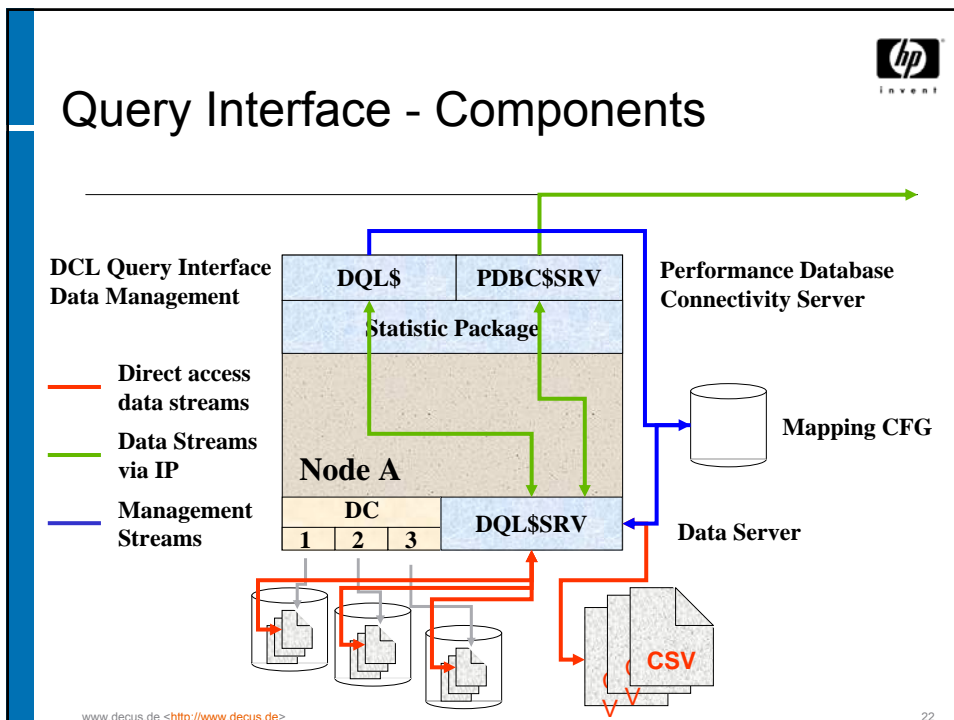 hp
invent
Query Interface - Components
DCL Query Interface
Data Management
DQL$
PDBC$SRV
Performance Database
Connectivity Server
Statistic Package
Direct access
data streams
Data Streams
via IP
Management
Streams
Mapping CFG
Node A
DC
1 2 3
DQL$SRV
Data Server
CSV
V
V
www.decus.de <http://www.decus.de>
22